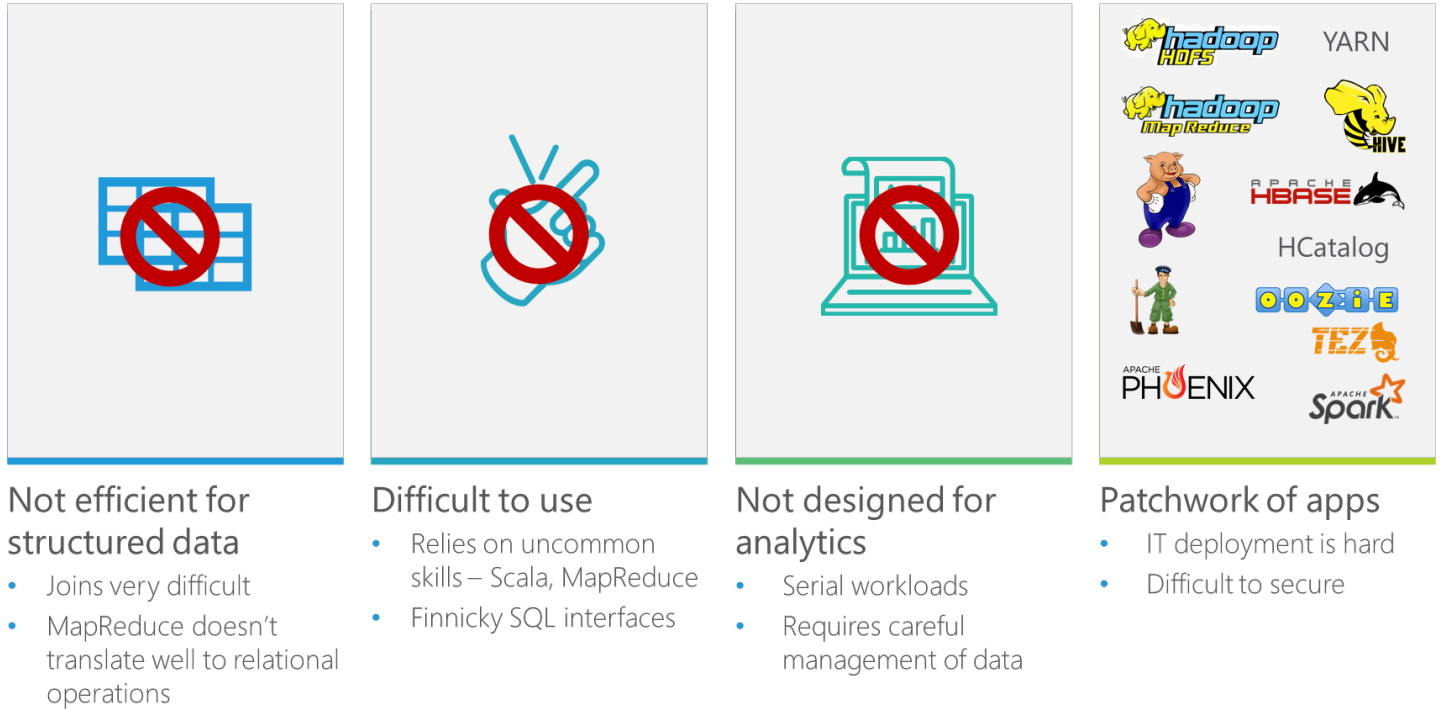 Not efficient for
structured data
• Joins very difficult
• MapReduce doesn't
translate well to relational
operations
Difficult to use
• Relies on uncommon
skills – Scala, MapReduce
• Finnicky SQL interfaces
Not designed for
analytics
• Serial workloads
• Requires careful
management of data
hadoop
HDFS
YARN
hadoop
Map Reduce
HIVE
APACHE
HBASE
HCatalog
OOZIE
TEZ
APACHE
PHOENIX
APACHE
Spark™
Patchwork of apps
• IT deployment is hard
• Difficult to secure